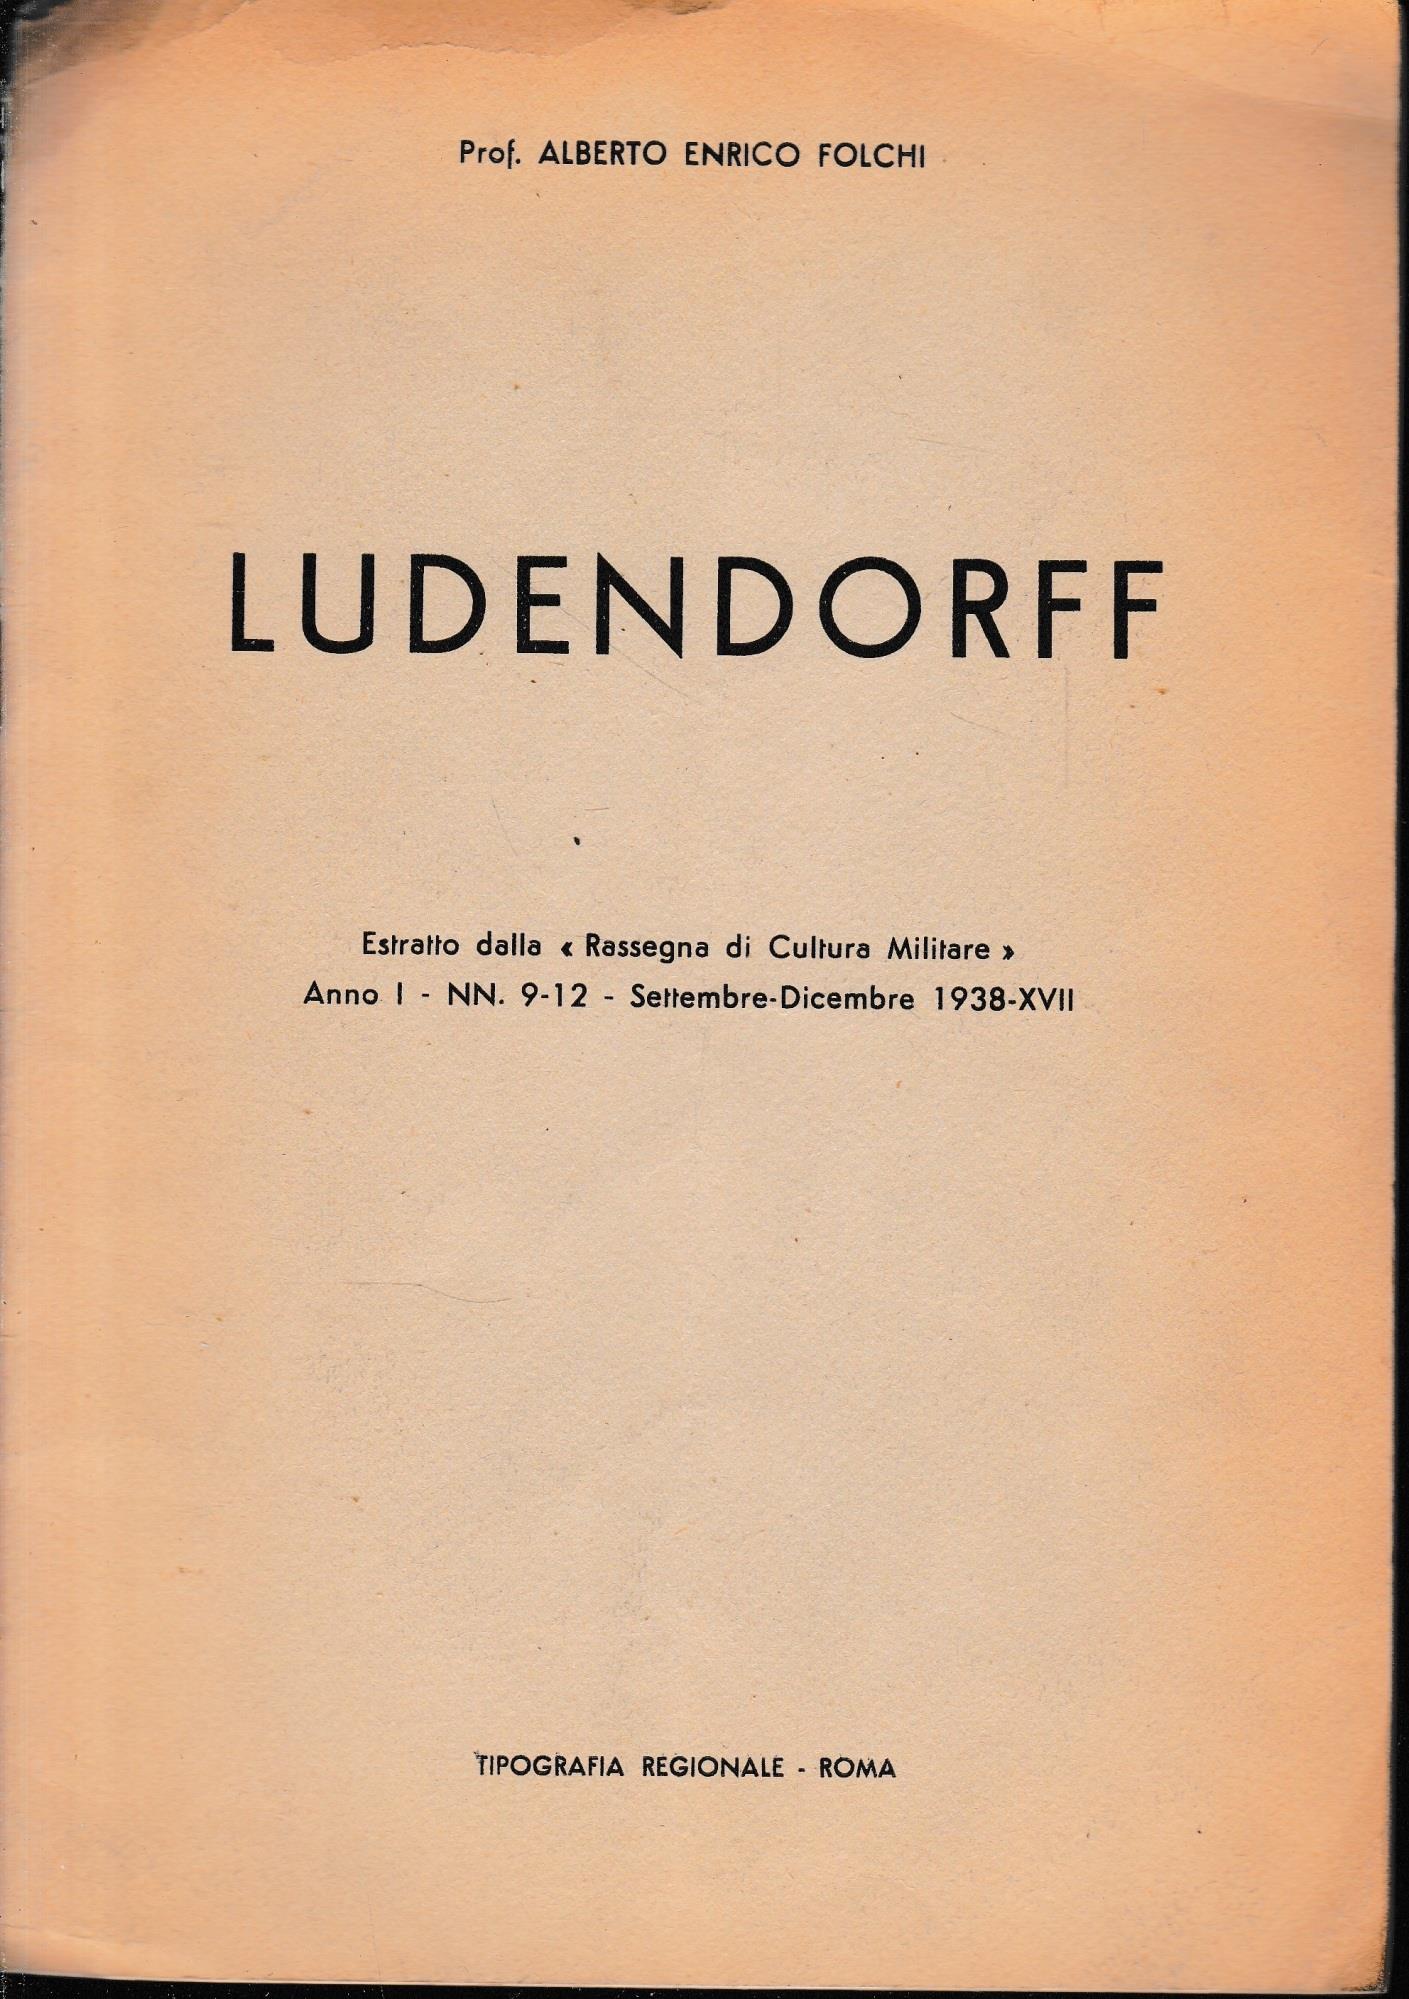 Prof. ALBERTO ENRICO FOLCHI
LUDENDORFF
Estratto dalla « Rassegna di Cultura Militare »
Anno I - NN. 9-12 - Settembre-Dicembre 1938-XVII
TIPOGRAFIA REGIONALE - ROMA